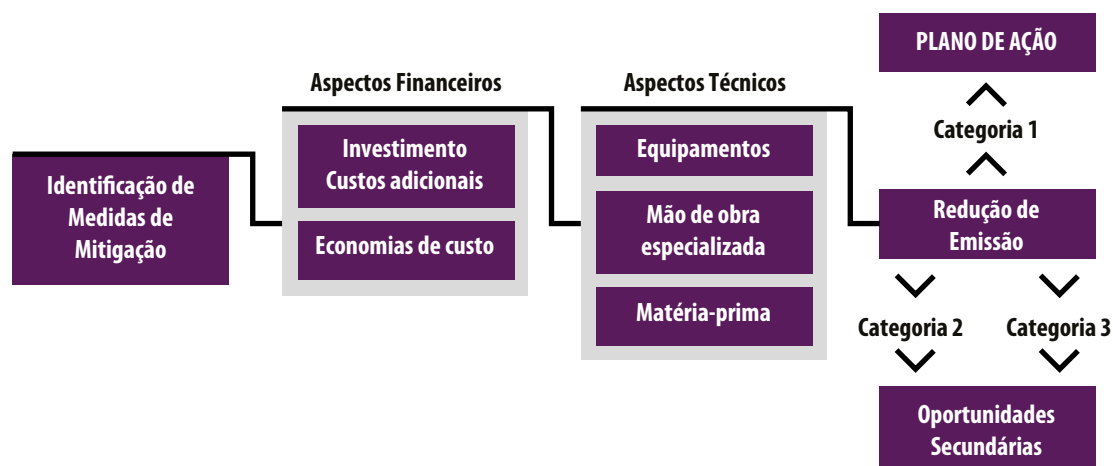 Identificação de
Medidas de
Mitigação
Aspectos Financeiros
Investimento
Custos adicionais
Economias de custo
Aspectos Técnicos
Equipamentos
Mão de obra
especializada
Matéria-prima
PLANO DE AÇÃO
Categoria 1
Redução de
Emissão
Categoria 2
Categoria 3
Oportunidades
Secundárias